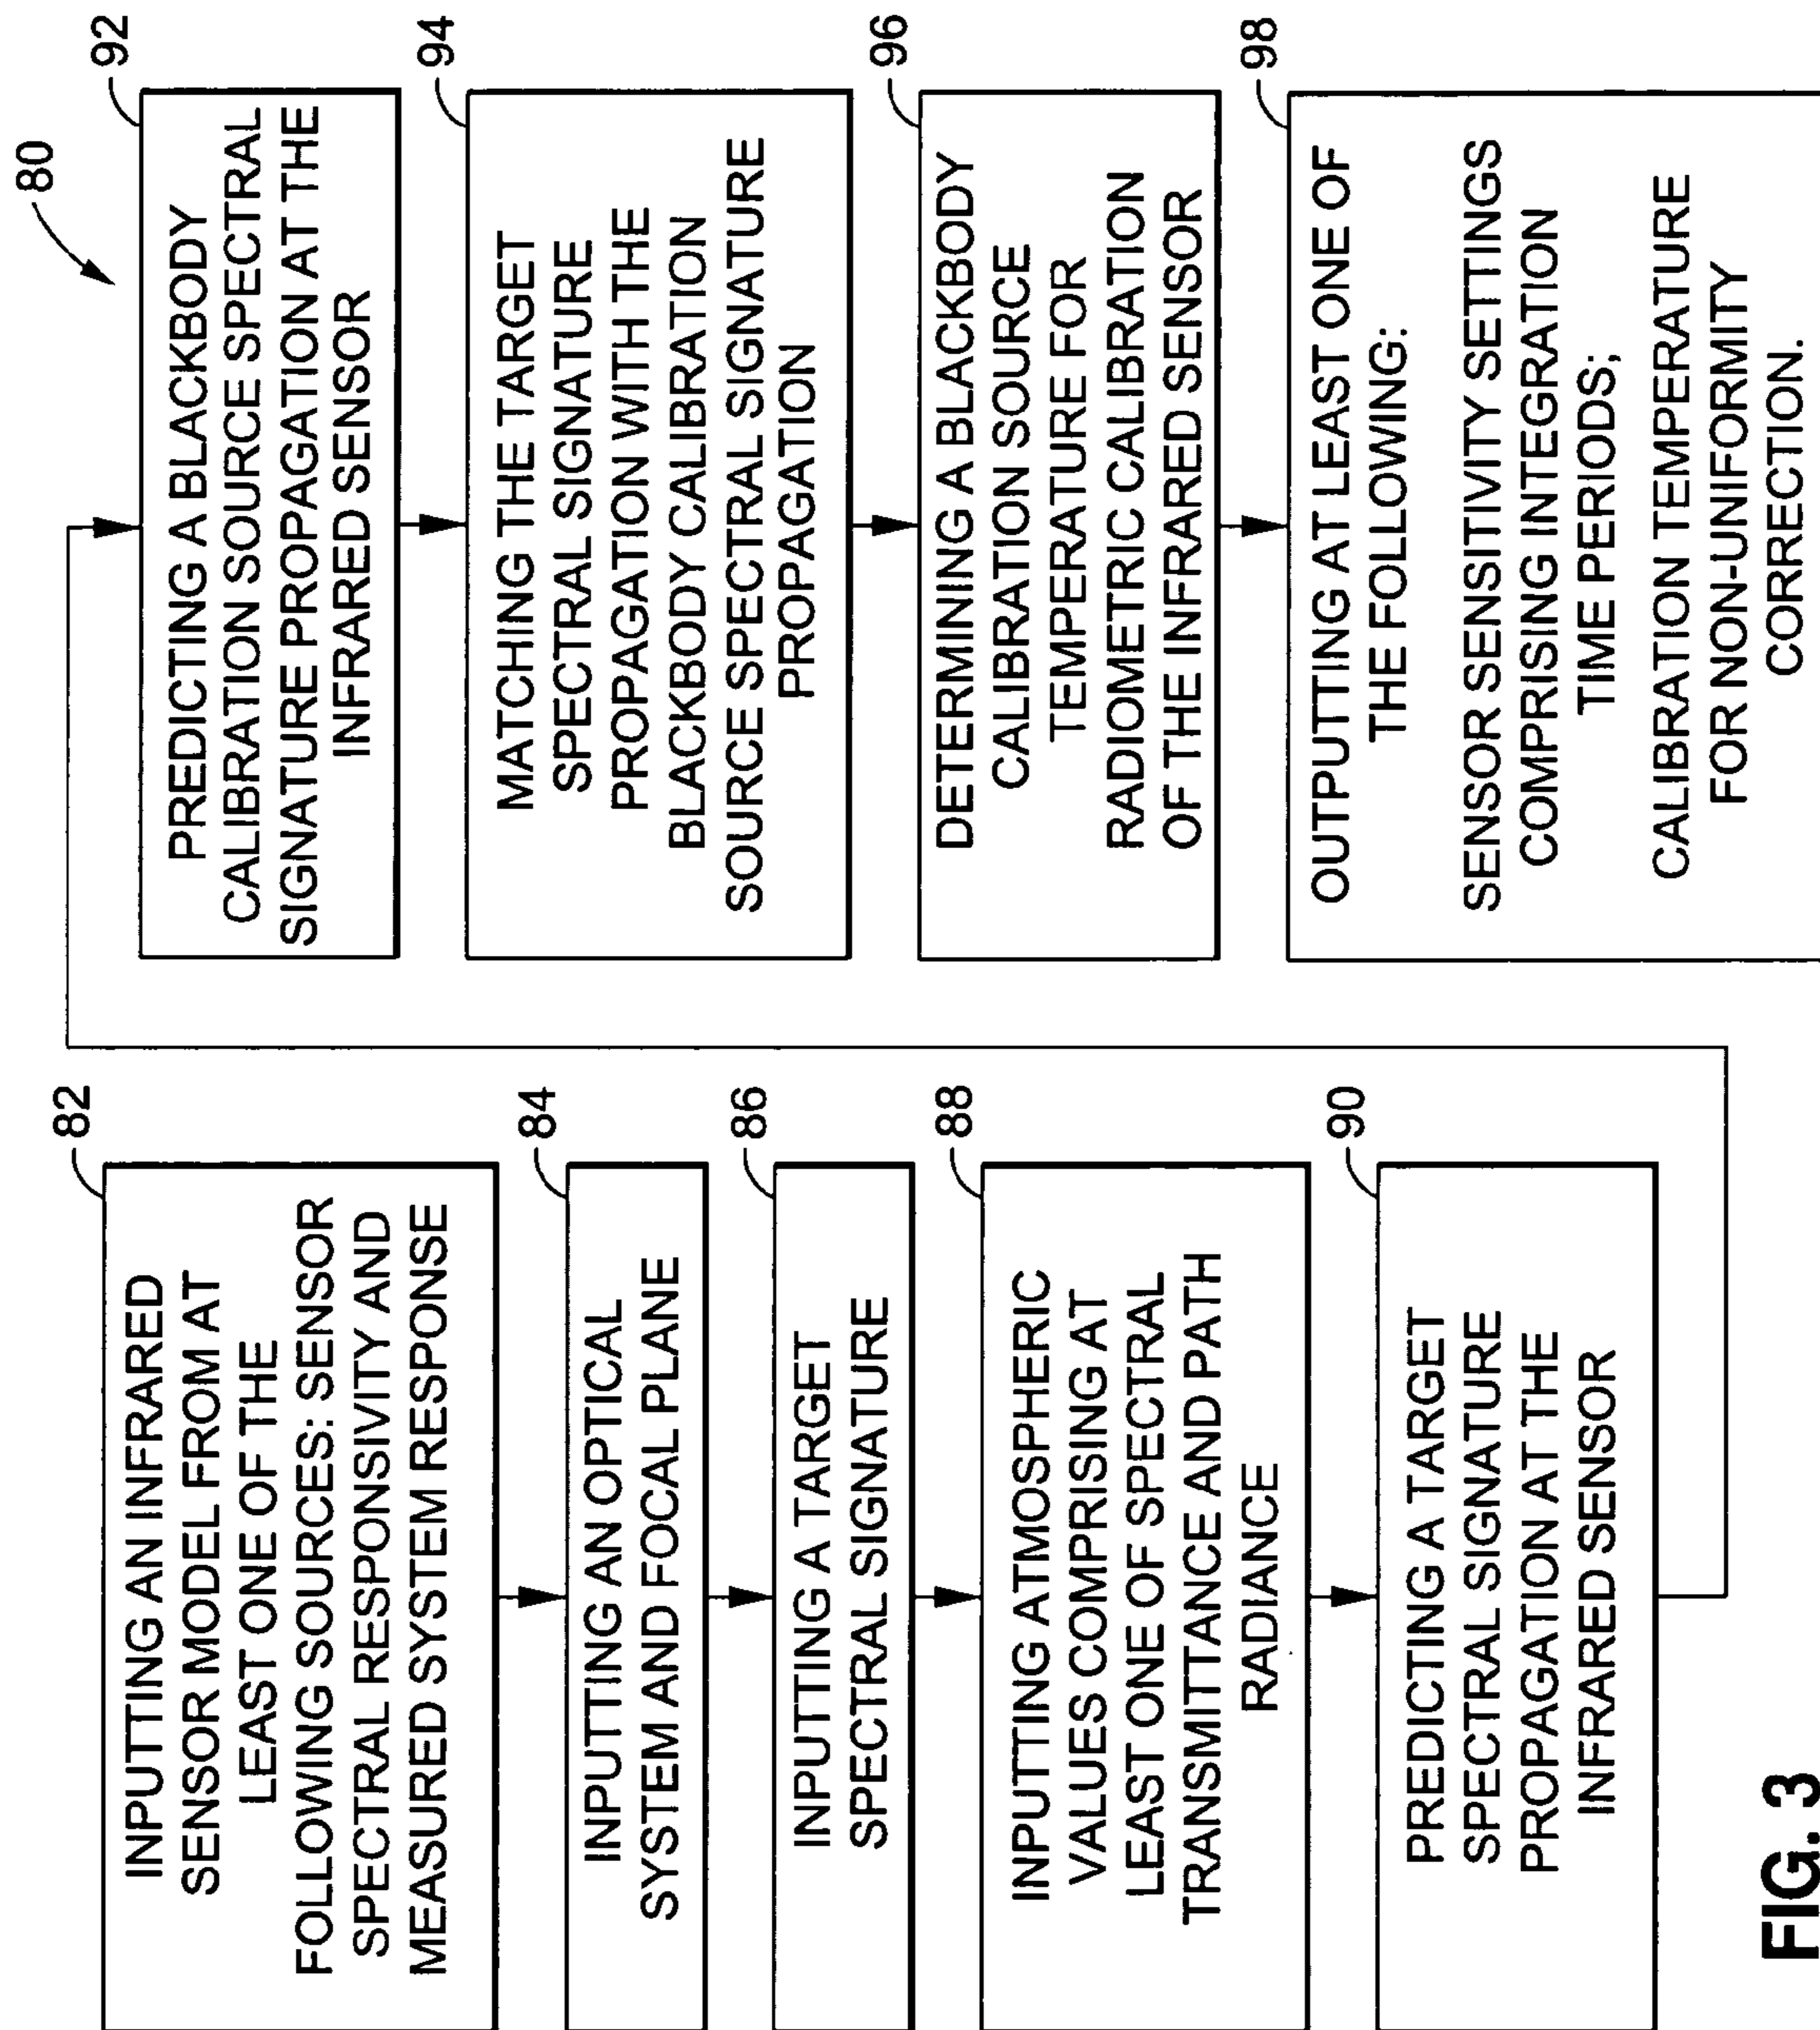 80
82
INPUTTING AN INFRARED
SENSOR MODEL FROM AT
LEAST ONE OF THE
FOLLOWING SOURCES: SENSOR
SPECTRAL RESPONSIVITY AND
MEASURED SYSTEM RESPONSE
84
INPUTTING AN OPTICAL
SYSTEM AND FOCAL PLANE
86
INPUTTING A TARGET
SPECTRAL SIGNATURE
88
INPUTTING ATMOSPHERIC
VALUES COMPRISING AT
LEAST ONE OF SPECTRAL
TRANSMITTANCE AND PATH
RADIANCE
90
PREDICTING A TARGET
SPECTRAL SIGNATURE
PROPAGATION AT THE
INFRARED SENSOR
92
PREDICTING A BLACKBODY
CALIBRATION SOURCE SPECTRAL
SIGNATURE PROPAGATION AT THE
INFRARED SENSOR
94
MATCHING THE TARGET
SPECTRAL SIGNATURE
PROPAGATION WITH THE
BLACKBODY CALIBRATION
SOURCE SPECTRAL SIGNATURE
PROPAGATION
96
DETERMINING A BLACKBODY
CALIBRATION SOURCE
TEMPERATURE FOR
RADIOMETRIC CALIBRATION
OF THE INFRARED SENSOR
98
OUTPUTING AT LEAST ONE OF
THE FOLLOWING:
SENSOR SENSITIVITY SETTINGS
COMPRISING INTEGRATION
TIME PERIODS;
CALIBRATION TEMPERATURE
FOR NON-UNIFORMITY
CORRECTION.
FIG. 3